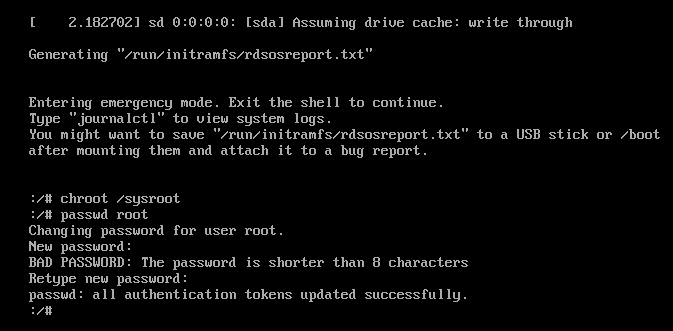 [    2.182702] sd 0:0:0:0: [sda] Assuming drive cache: write through
Generating "/run/initramfs/rdsosreport.txt"
Entering emergency mode. Exit the shell to continue.
Type "journalctl" to view system logs.
You might want to save "/run/initramfs/rdsosreport.txt" to a USB stick or /boot
after mounting them and attach it to a bug report.
:/# chroot /sysroot
:/# passwd root
Changing password for user root.
New password:
BAD PASSWORD: The password is shorter than 8 characters
Retype new password:
passwd: all authentication tokens updated successfully.
:/#